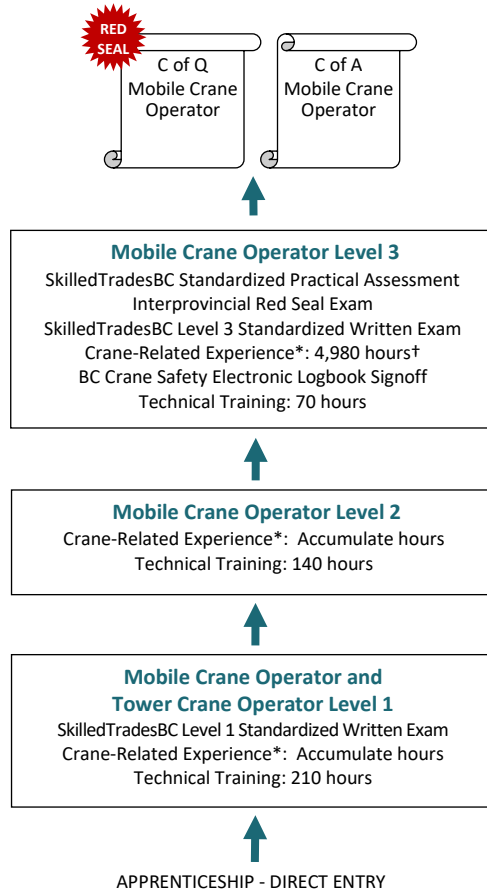 RED
SEAL
C of Q
Mobile Crane
Operator
C of A
Mobile Crane
Operator
Mobile Crane Operator Level 3
SkilledTradesBC Standardized Practical Assessment
Interprovincial Red Seal Exam
SkilledTradesBC Level 3 Standardized Written Exam
Crane-Related Experience*: 4,980 hours†
BC Crane Safety Electronic Logbook Signoff
Technical Training: 70 hours
Mobile Crane Operator Level 2
Crane-Related Experience*: Accumulate hours
Technical Training: 140 hours
Mobile Crane Operator and
Tower Crane Operator Level 1
SkilledTradesBC Level 1 Standardized Written Exam
Crane-Related Experience*: Accumulate hours
Technical Training: 210 hours
APPRENTICESHIP - DIRECT ENTRY